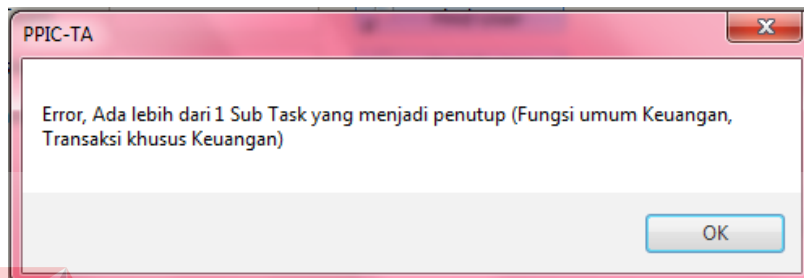 PPIC-TA
Error, Ada lebih dari 1 Sub Task yang menjadi penutup (Fungsi umum Keuangan,
Transaksi khusus Keuangan)
OK